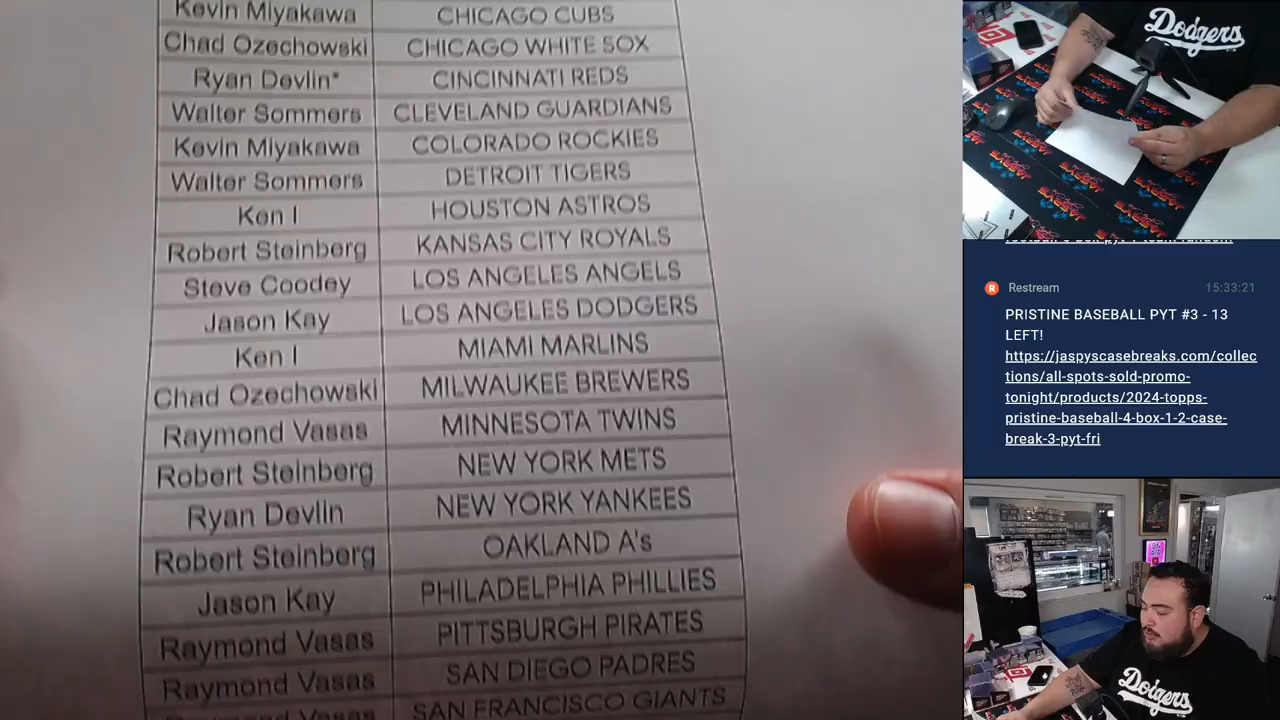 Kevin Miyakawa CHICAGO CUBS
Chad Ozechowski CHICAGO WHITE SOX
Ryan Devlin* CINCINNATI REDS
Walter Sommers CLEVELAND GUARDIANS
Kevin Miyakawa COLORADO ROCKIES
Walter Sommers DETROIT TIGERS
Ken I HOUSTON ASTROS
Robert Steinberg KANSAS CITY ROYALS
Steve Coodey LOS ANGELES ANGELS
Jason Kay LOS ANGELES DODGERS
Ken I MIAMI MARLINS
Chad Ozechowski MILWAUKEE BREWERS
Raymond Vasas MINNESOTA TWINS
Robert Steinberg NEW YORK METS
Ryan Devlin NEW YORK YANKEES
Robert Steinberg OAKLAND A's
Jason Kay PHILADELPHIA PHILLIES
Raymond Vasas PITTSBURGH PIRATES
Raymond Vasas SAN DIEGO PADRES
SAN FRANCISCO GIANTS
Dodgers
Restream 15:33:21
PRISTINE BASEBALL PYT #3 - 13
LEFT!
https://jaspyscasebreaks.com/collec
tions/all-spots-sold-promo-
tonight/products/2024-topps-
pristine-baseball-4-box-1-2-case-
break-3-pyt-fri
Dodgers